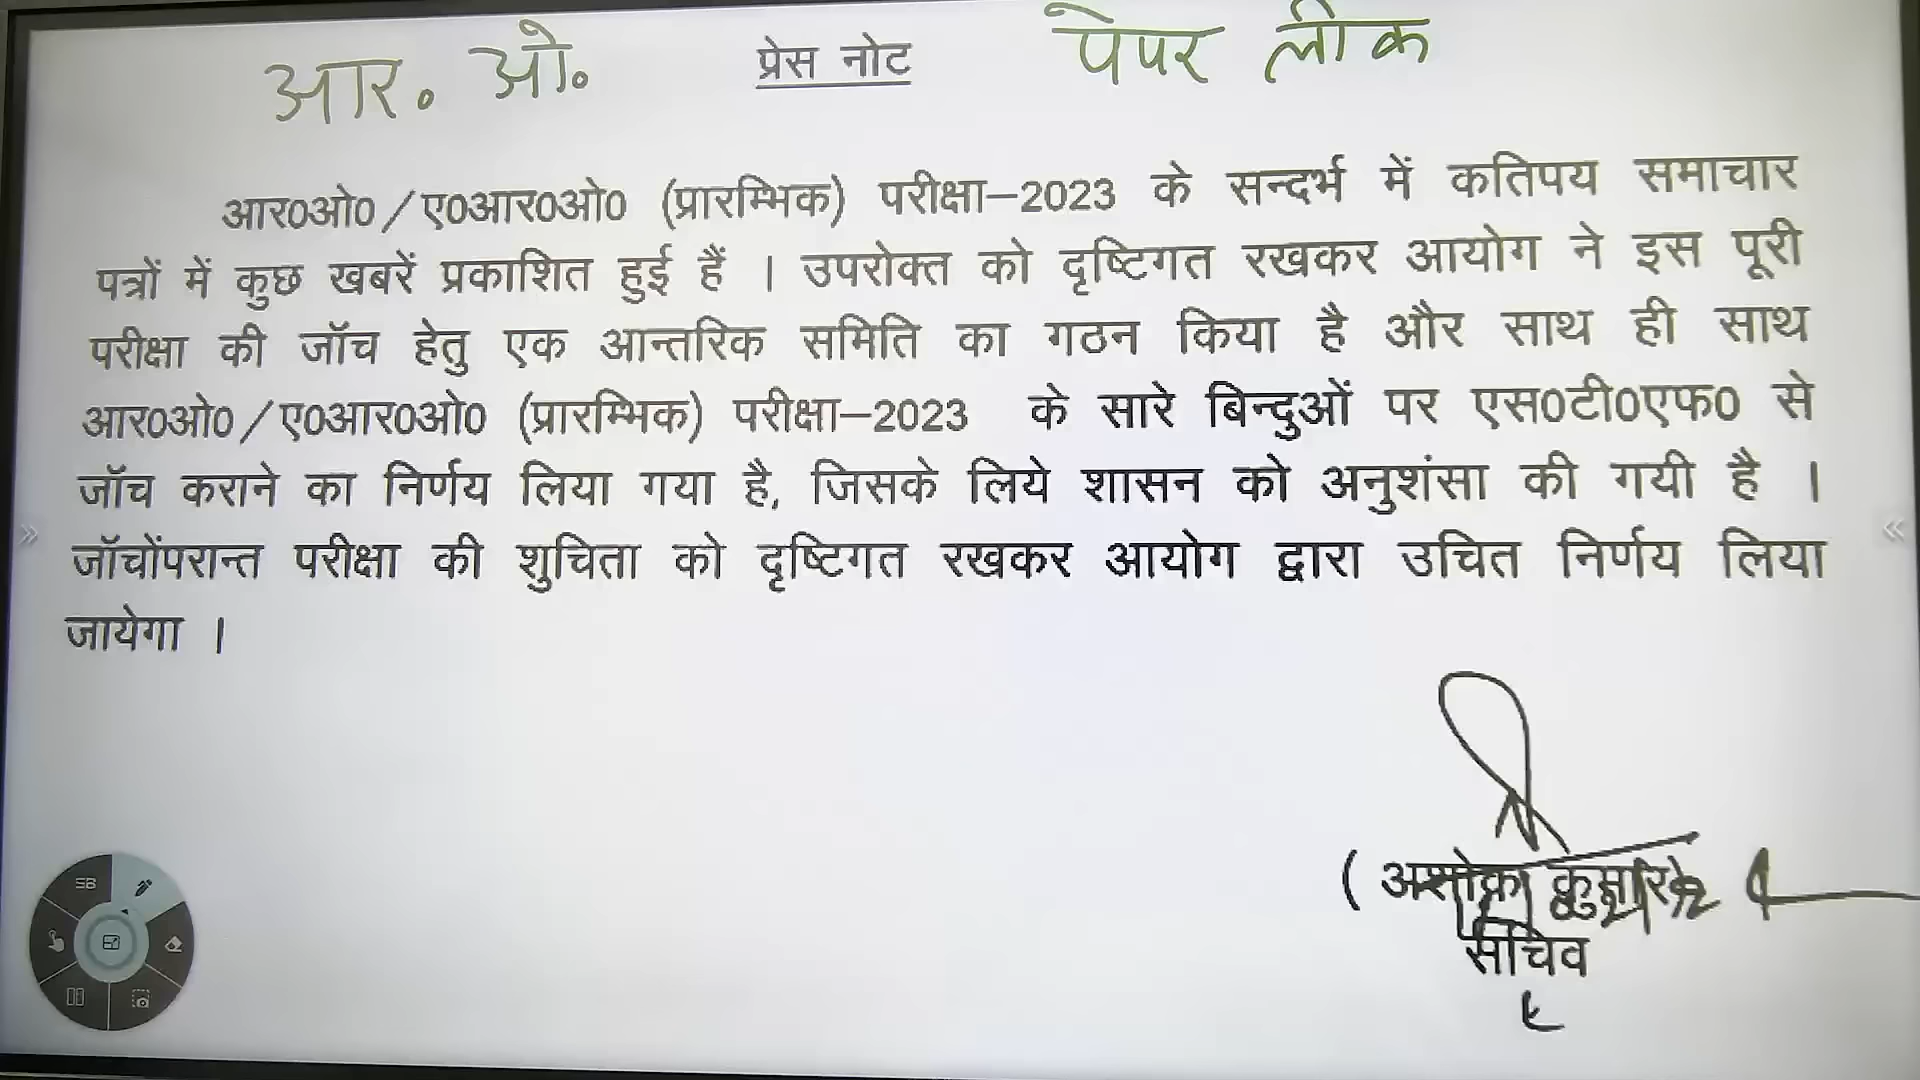 आर. ओ. प्रेस नोट पेपर लीक
आर0ओ0/ए0आर0ओ0 (प्रारम्भिक) परीक्षा–2023 के सन्दर्भ में कतिपय समाचार
पत्रों में कुछ खबरें प्रकाशित हुई हैं । उपरोक्त को दृष्टिगत रखकर आयोग ने इस पूरी
परीक्षा की जॉच हेतु एक आन्तरिक समिति का गठन किया है और साथ ही साथ
आर0ओ0/ए0आर0ओ0 (प्रारम्भिक) परीक्षा–2023 के सारे बिन्दुओं पर एस0टी0एफ0 से
जॉच कराने का निर्णय लिया गया है, जिसके लिये शासन को अनुशंसा की गयी है ।
जॉचोंपरान्त परीक्षा की शुचिता को दृष्टिगत रखकर आयोग द्वारा उचित निर्णय लिया
जायेगा ।
( अशोक कुमार )
सचिव